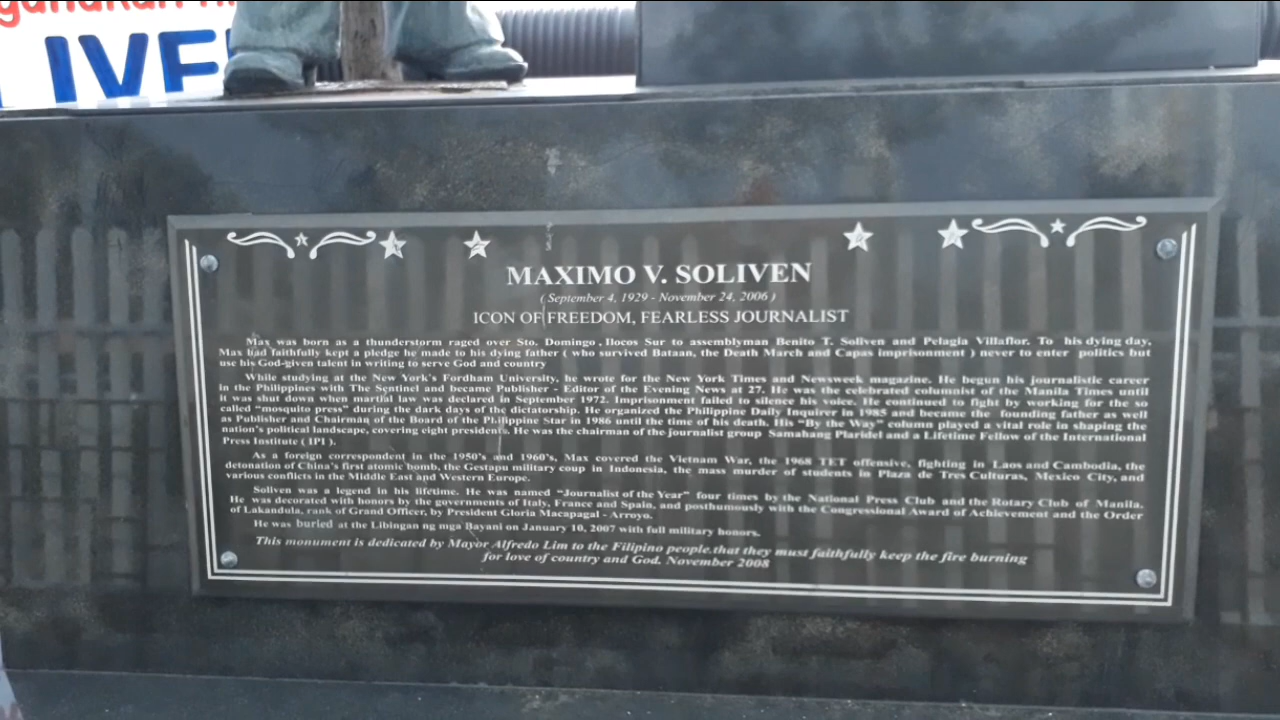 IVE
MAXIMO V. SOLIVEN
( September 4, 1929 - November 24, 2006 )
ICON OF FREEDOM, FEARLESS JOURNALIST
Max was born as a thunderstorm raged over Sto. Domingo , Ilocos Sur to assemblyman Benito T. Soliven and Pelagia Villaflor. To his dying day,
Max had faithfully kept a pledge he made to his dying father ( who survived Bataan, the Death March and Capas imprisonment ) never to enter politics but
use his God-given talent in writing to serve God and country
While studying at the New York's Fordham University, he wrote for the New York Times and Newsweek magazine. He begun his journalistic career
in the Philippines with The Sentinel and became Publisher - Editor of the Evening News at 27. He was the celebrated columnist of the Manila Times until
it was shut down when martial law was declared in September 1972. Imprisonment failed to silence his voice. He continued to fight by working for the so
called "mosquito press" during the dark days of the dictatorship. He organized the Philippine Daily Inquirer in 1985 and became the founding father as well
as Publisher and Chairman of the Board of the Philippine Star in 1986 until the time of his death. His "By the Way" column played a vital role in shaping the
nation's political landscape, covering eight presidents. He was the chairman of the journalist group Samahang Plaridel and a Lifetime Fellow of the International
Press Institute ( IPI ).
As a foreign correspondent in the 1950's and 1960's, Max covered the Vietnam War, the 1968 TET offensive, fighting in Laos and Cambodia, the
detonation of China's first atomic bomb, the Gestapu military coup in Indonesia, the mass murder of students in Plaza de Tres Culturas, Mexico City, and
various conflicts in the Middle East and Western Europe.
Soliven was a legend in his lifetime. He was named "Journalist of the Year" four times by the National Press Club and the Rotary Club of Manila.
He was decorated with honors by the governments of Italy, France and Spain, and posthumously with the Congressional Award of Achievement and the Order
of Lakandula, rank of Grand Officer, by President Gloria Macapagal - Arroyo.
He was buried at the Libingan ng mga Bayani on January 10, 2007 with full military honors.
This monument is dedicated by Mayor Alfredo Lim to the Filipino people.that they must faithfully keep the fire burning
for love of country and God. November 2008